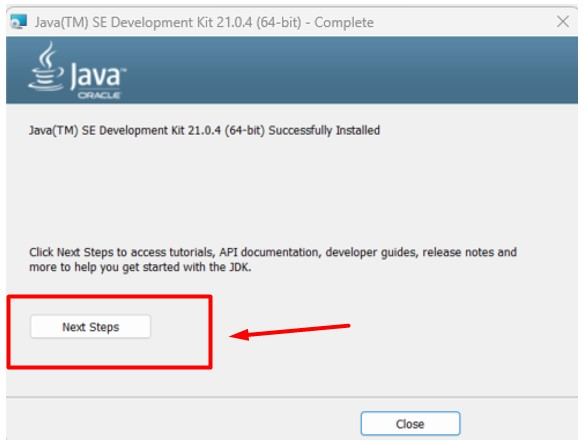 Java(TM) SE Development Kit 21.0.4 (64-bit) - Complete
Java™
ORACLE
Java(TM) SE Development Kit 21.0.4 (64-bit) Successfully Installed
Click Next Steps to access tutorials, API documentation, developer guides, release notes and
more to help you get started with the JDK.
Next Steps
Close